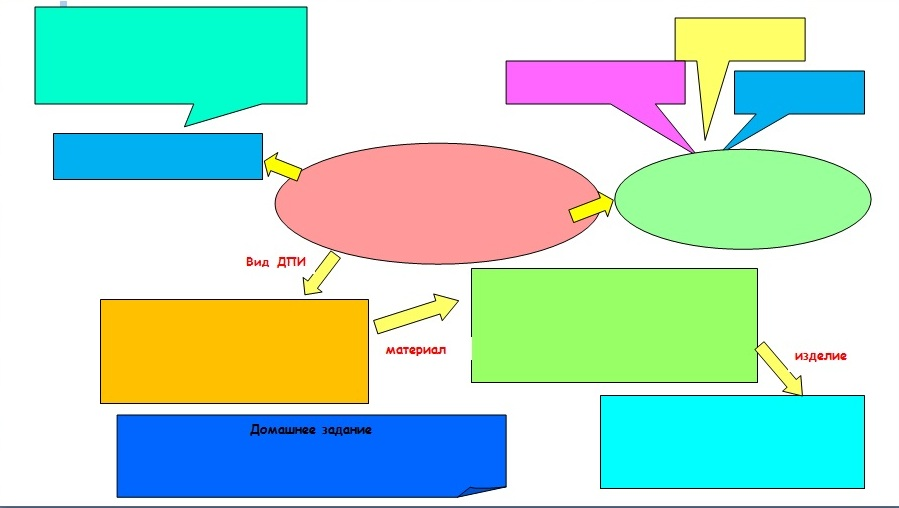 Вид ДПИ
материал
изделие
Домашнее задание